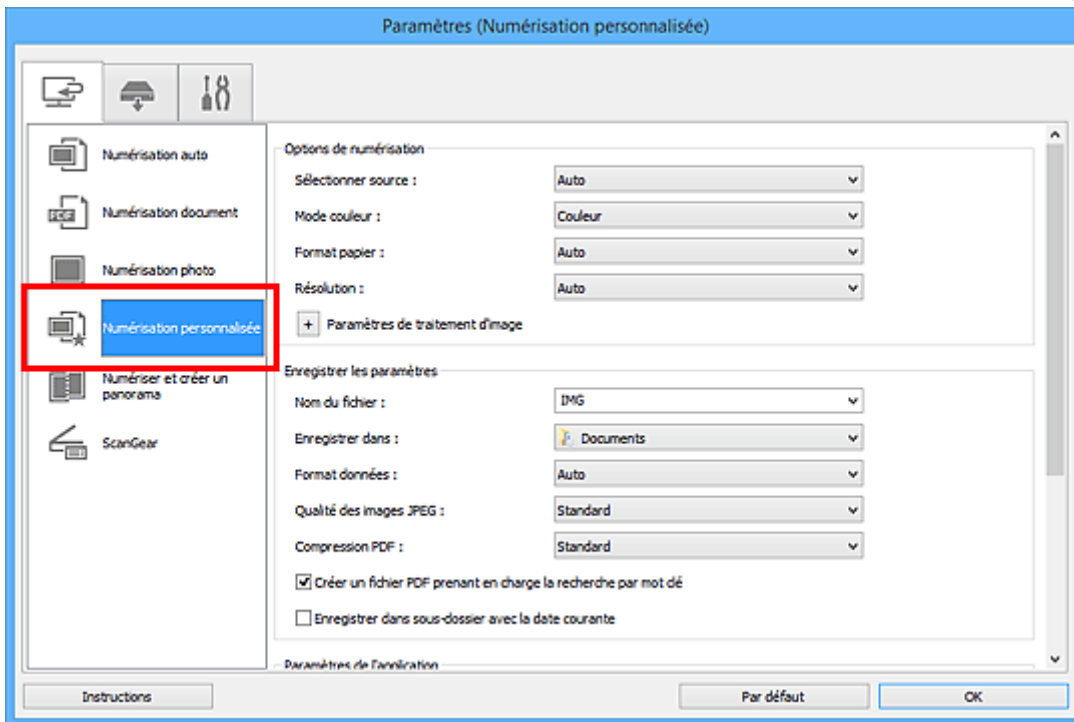 Paramètres (Numérisation personnalisée)
Numérisation auto
PDF
Numérisation document
Numérisation photo
Numérisation personnalisée
Numériser et créer un
panorama
ScanGear
Options de numérisation
Sélectionner source : Auto
Mode couleur : Couleur
Format papier : Auto
Résolution : Auto
+ Paramètres de traitement d'image
Enregistrer les paramètres
Nom du fichier : IMG
Enregistrer dans : Documents
Format données : Auto
Qualité des images JPEG : Standard
Compression PDF : Standard
Créer un fichier PDF prenant en charge la recherche par mot clé
Enregistrer dans sous-dossier avec la date courante
Paramètres de l'application
Instructions
Par défaut
OK